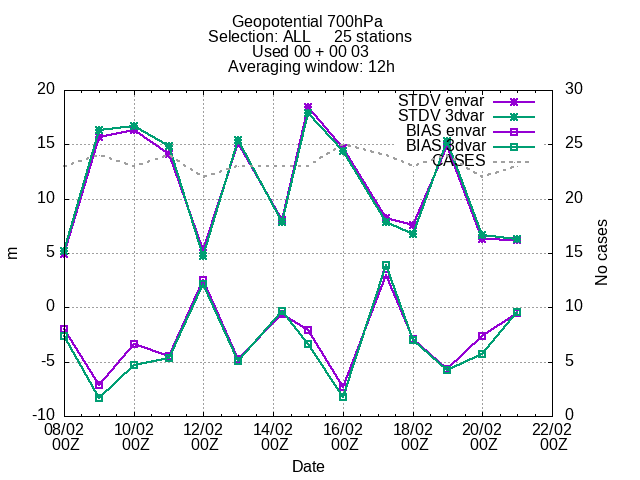 Geopotential 700hPa
Selection: ALL 25 stations
Used 00 + 00 03
Averaging window: 12h
20
15
10
5
0
-5
-10
m
30
25
20
15
10
5
0
No cases
STDV envar
STDV 3dvar
BIAS envar
BIAS 3dvar
CASES
08/02 10/02 12/02 14/02 16/02 18/02 20/02 22/02
00Z 00Z 00Z 00Z 00Z 00Z 00Z 00Z
Date